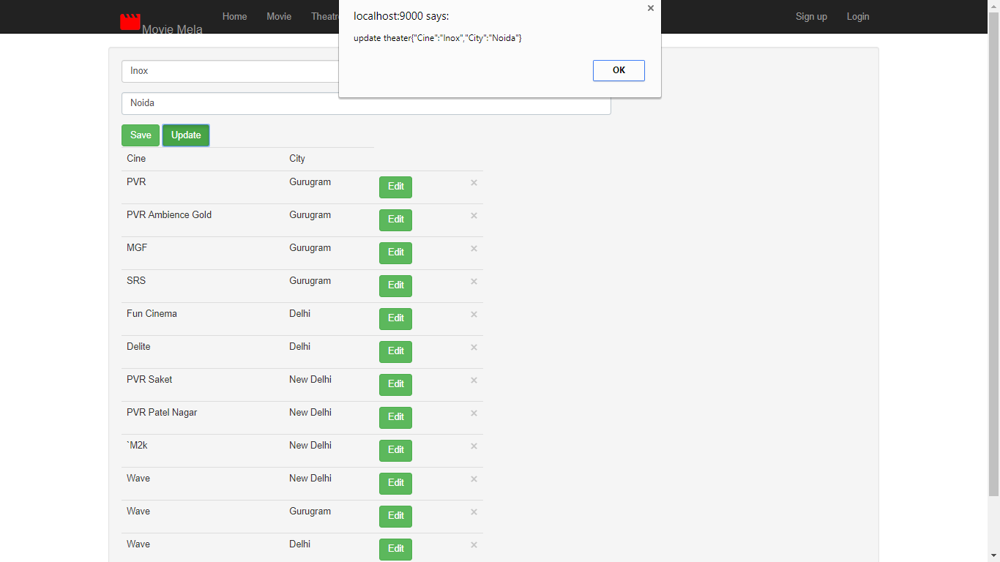 Movie Mela
Home Movie Theatre Sign up Login
localhost:9000 says:
update theater{"Cine":"Inox","City":"Noida"}
OK
Inox
Noida
Save Update
Cine City
PVR Gurugram Edit ×
PVR Ambience Gold Gurugram Edit ×
MGF Gurugram Edit ×
SRS Gurugram Edit ×
Fun Cinema Delhi Edit ×
Delite Delhi Edit ×
PVR Saket New Delhi Edit ×
PVR Patel Nagar New Delhi Edit ×
`M2k New Delhi Edit ×
Wave New Delhi Edit ×
Wave Gurugram Edit ×
Wave Delhi Edit ×